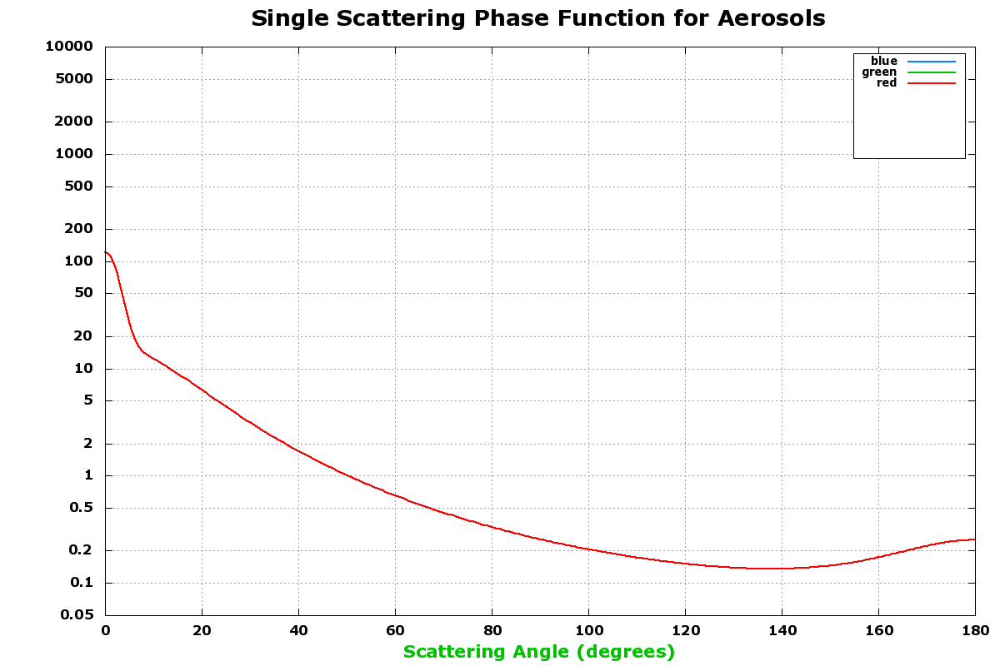 Single Scattering Phase Function for Aerosols
10000
5000
2000
1000
500
200
100
50
20
10
5
2
1
0.5
0.2
0.1
0.05
blue
green
red
0 20 40 60 80 100 120 140 160 180
Scattering Angle (degrees)